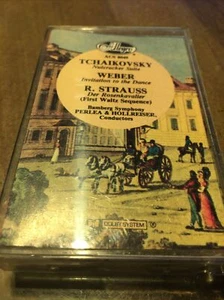 Allegro
TCHAIKOVSKY
Nutcracker Suite
WEBER
Invitation to the Dance
R. STRAUSS
Der Rosenkavalier
(First Waltz Sequence)
Bamberg Symphony
PERLEA & HOLLREISER,
Conductors
DOLBY SYSTEM